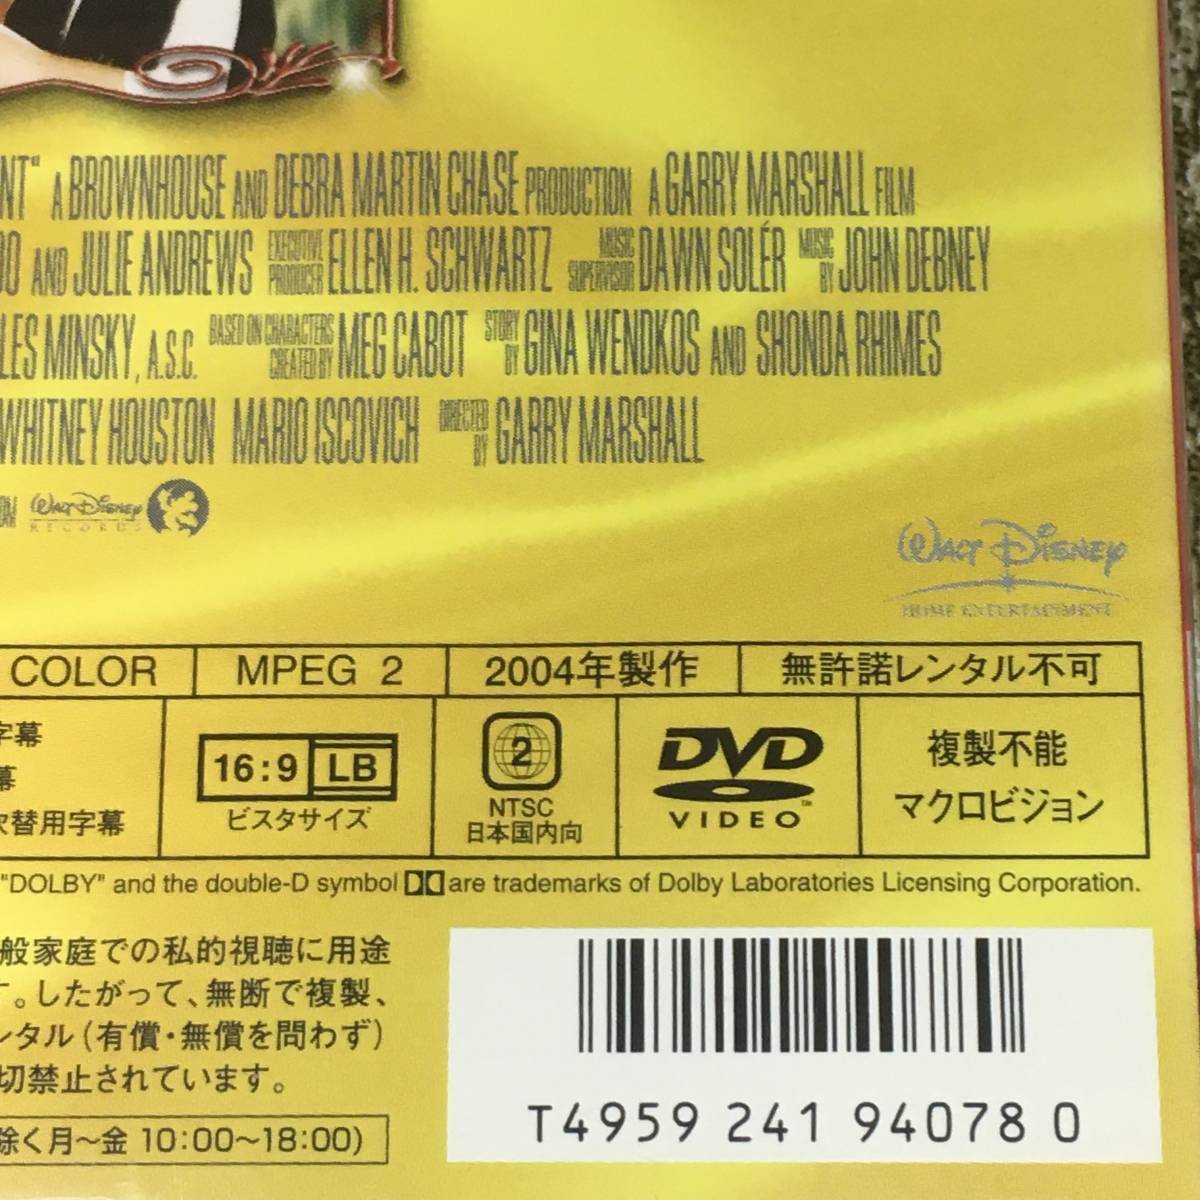 NT" A BROWNHOUSE AND DEBRA MARTIN CHASE PRODUCTION A GARRY MARSHALL FILM
DO AND JULIE ANDREWS EXECUTIVE PRODUCER ELLEN H. SCHWARTZ MUSIC SUPERVISOR DAWN SOLÉR MUSIC BY JOHN DEBNEY
LES MINSKY, A.S.C. BASED ON CHARACTERS CREATED BY MEG CABOT STORY BY GINA WENDKOS AND SHONDA RHIMES
WHITNEY HOUSTON MARIO ISCOVICH DIRECTED BY GARRY MARSHALL
WALT DISNEY
RECORDS
WALT DISNEY
HOME ENTERTAINMENT
COLOR MPEG 2 2004年製作 無許諾レンタル不可
字幕
幕
吹替用字幕
16:9 LB
ビスタサイズ
2
NTSC
日本国内向
DVD
VIDEO™
複製不能
マクロビジョン
"DOLBY" and the double-D symbol are trademarks of Dolby Laboratories Licensing Corporation.
般家庭での私的視聴に用途
す。したがって、無断で複製、
ンタル(有償・無償を問わず)
切禁止されています。
除く月～金 10:00～18:00)
T4959 241 94078 0